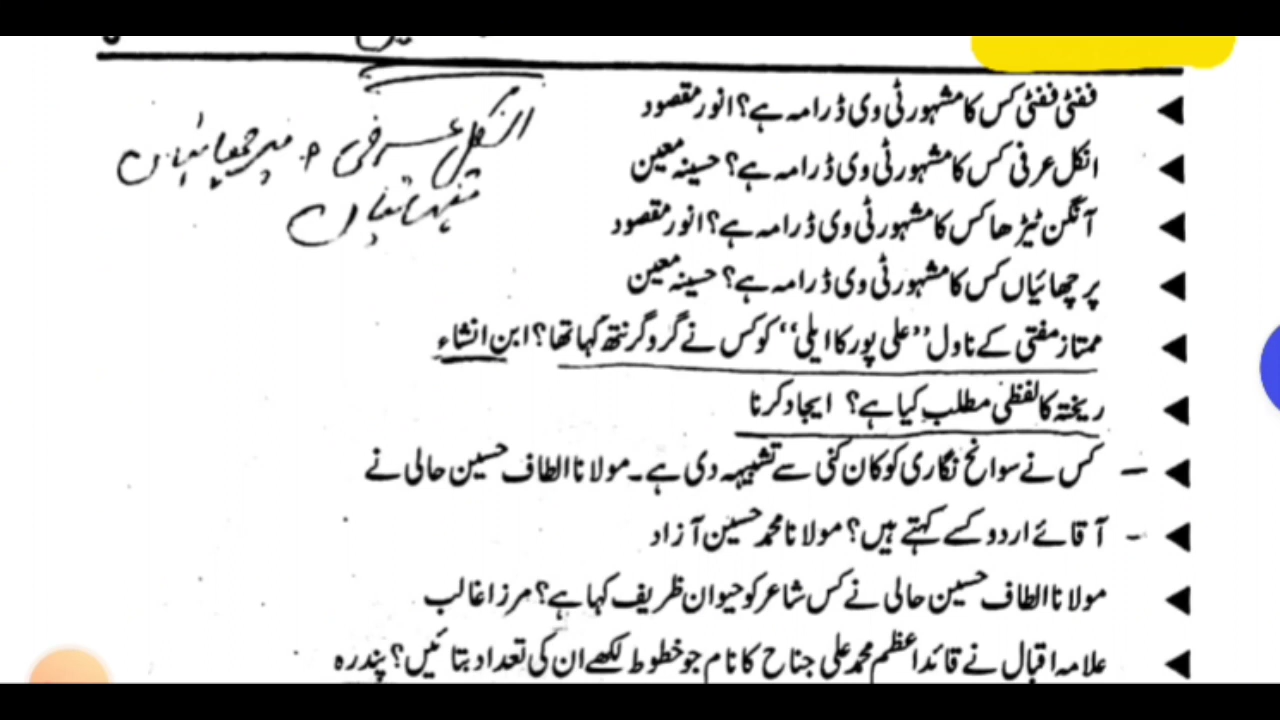 ففٹی ففٹی کس کا مشہور ٹی وی ڈرامہ ہے؟ انور مقصود
انکل عرفی کس کا مشہور ٹی وی ڈرامہ ہے؟ حسینہ معین
آنگن ٹیڑھا کس کا مشہور ٹی وی ڈرامہ ہے؟ انور مقصود
پرچھائیاں کس کا مشہور ٹی وی ڈرامہ ہے؟ حسینہ معین
ممتاز مفتی کے ناول ”علی پور کا ایلی“ کو کس نے گرو گرنتھ کہا تھا؟ ابن انشاء
ریختہ کا لفظی مطلب کیا ہے؟ ایجاد کرنا
کس نے سوانح نگاری کو کان کنی سے تشبیہہ دی ہے۔ مولانا الطاف حسین حالی نے
آقائے اردو کسے کہتے ہیں؟ مولانا محمد حسین آزاد
مولانا الطاف حسین حالی نے کس شاعر کو حیوان ظریف کہا ہے؟ مرزا غالب
علامہ اقبال نے قائد اعظم محمد علی جناح کا نام جو خطوط لکھے ان کی تعداد بتائیں؟ پندرہ
انکل عرفی، پرچھائیاں